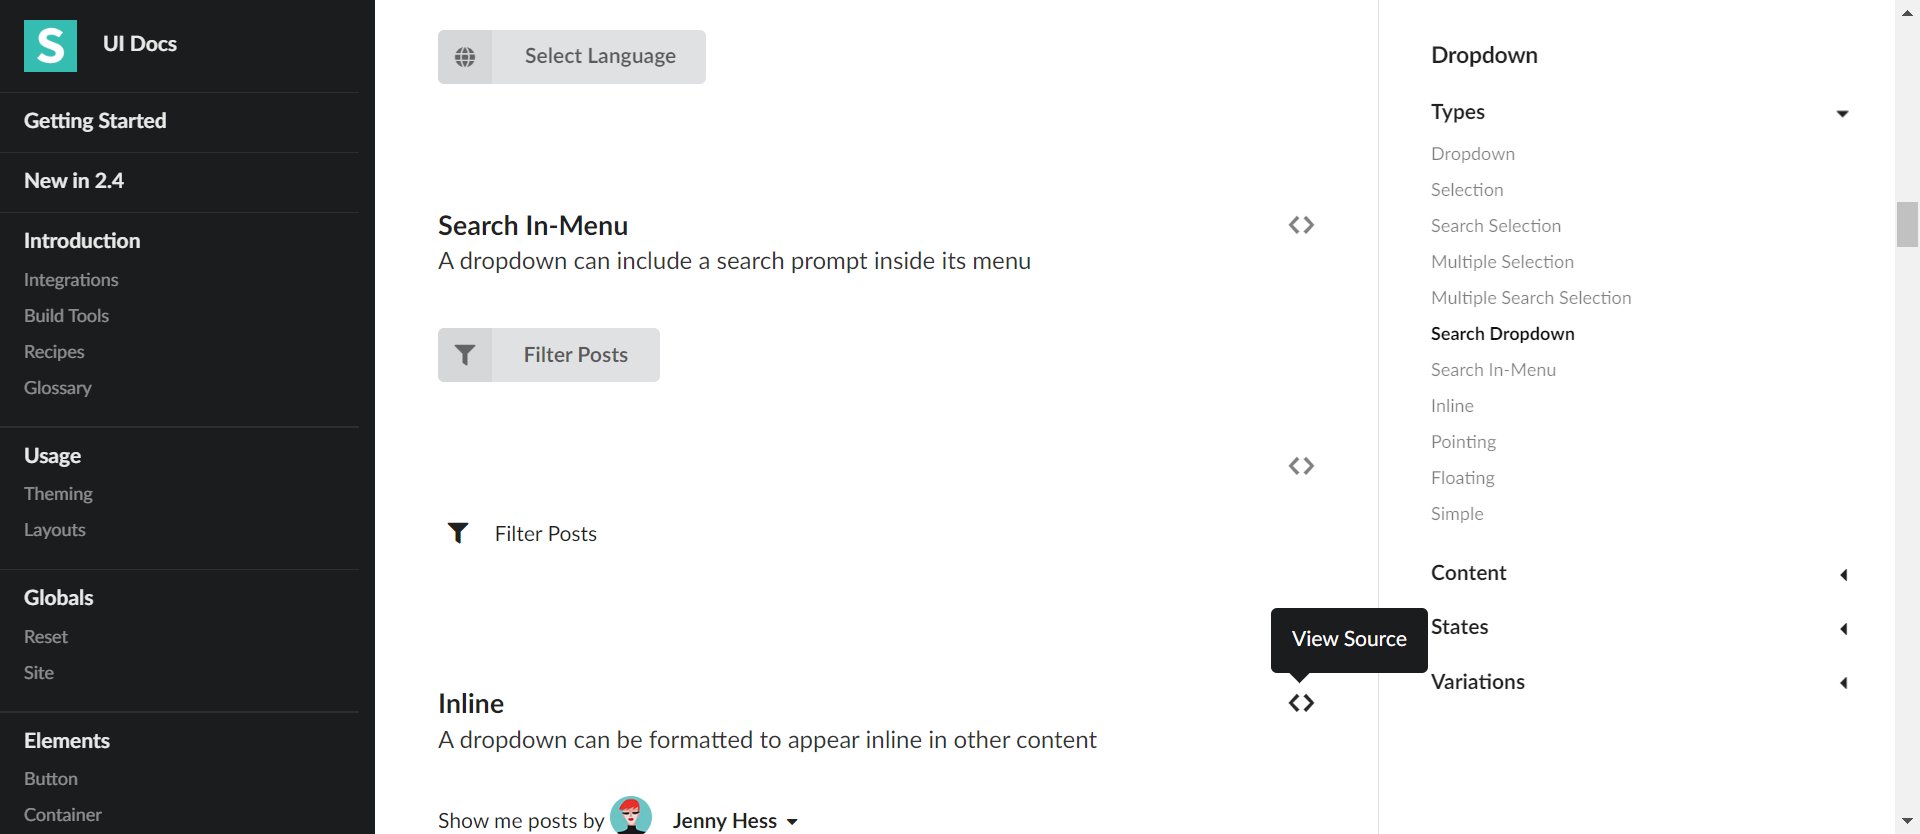 S
UI Docs
Getting Started
New in 2.4
Introduction
Integrations
Build Tools
Recipes
Glossary
Usage
Theming
Layouts
Globals
Reset
Site
Elements
Button
Container
Select Language
Search In-Menu
A dropdown can include a search prompt inside its menu
Filter Posts
Filter Posts
View Source
Inline
A dropdown can be formatted to appear inline in other content
Show me posts by Jenny Hess
Dropdown
Types
Dropdown
Selection
Search Selection
Multiple Selection
Multiple Search Selection
Search Dropdown
Search In-Menu
Inline
Pointing
Floating
Simple
Content
States
Variations